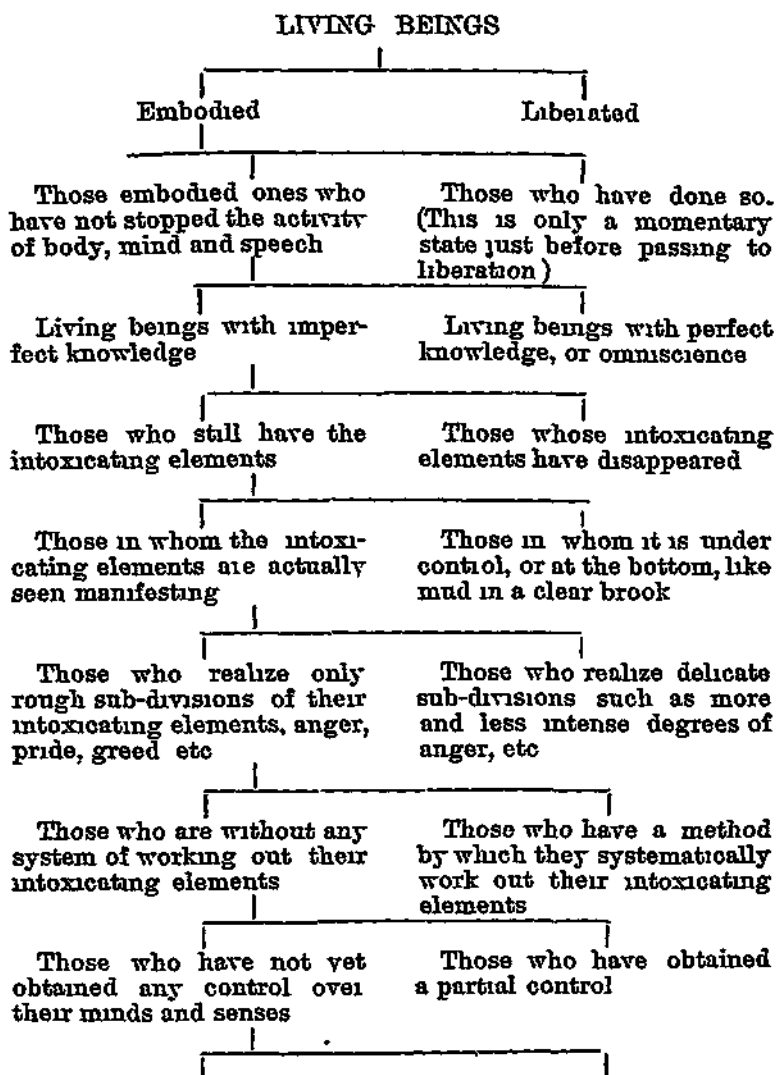 LIVING BEINGS
Embodied
Liberated
Those embodied ones who
have not stopped the activity
of body, mind and speech
Those who have done so.
(This is only a momentary
state just before passing to
liberation)
Living beings with imper-
fect knowledge
Living beings with perfect
knowledge, or omniscience
Those who still have the
intoxicating elements
Those whose intoxicating
elements have disappeared
Those in whom the intoxi-
cating elements are actually
seen manifesting
Those in whom it is under
control, or at the bottom, like
mud in a clear brook
Those who realize only
rough sub-divisions of their
intoxicating elements, anger,
pride, greed etc
Those who realize delicate
sub-divisions such as more
and less intense degrees of
anger, etc
Those who are without any
system of working out their
intoxicating elements
Those who have a method
by which they systematically
work out their intoxicating
elements
Those who have not yet
obtained any control over
their minds and senses
Those who have obtained
a partial control